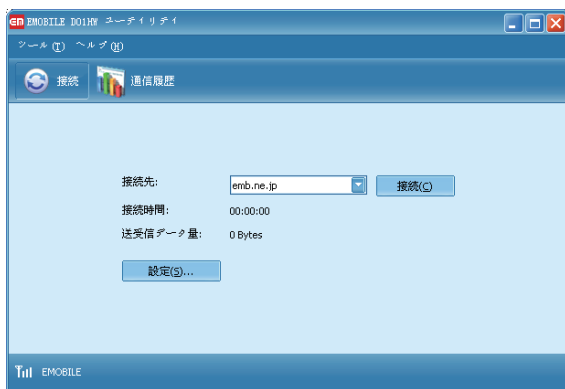 EM EMOBILE D01HW ユーティリティ
ツール(T) ヘルプ(H)
接続 通信履歴
接続先: emb.ne.jp 接続(C)
接続時間: 00:00:00
送受信データ量: 0 Bytes
設定(S)...
EMOBILE